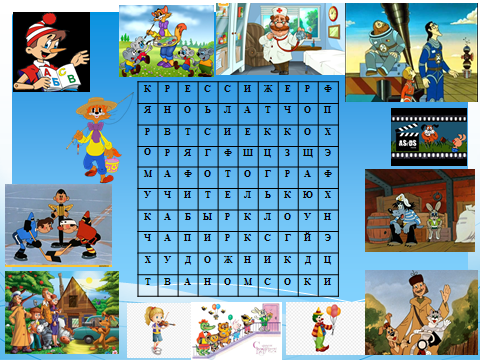 К Р Е С С И Ж Е Р Ф
Я Н О Ь Л А Т Ч О П
Р В Т С И Е К К О Х
О Р Я Г Ф Ш Ц З Щ Э
М А Ф О Т О Г Р А Ф
У Ч И Т Е Л Ь К Ю Х
К А Б Ы Р К Л О У Н
Ч А П И Р К С Г Й Э
Х У Д О Ж Н И К Д Ц
Т В А Н О М С О К И